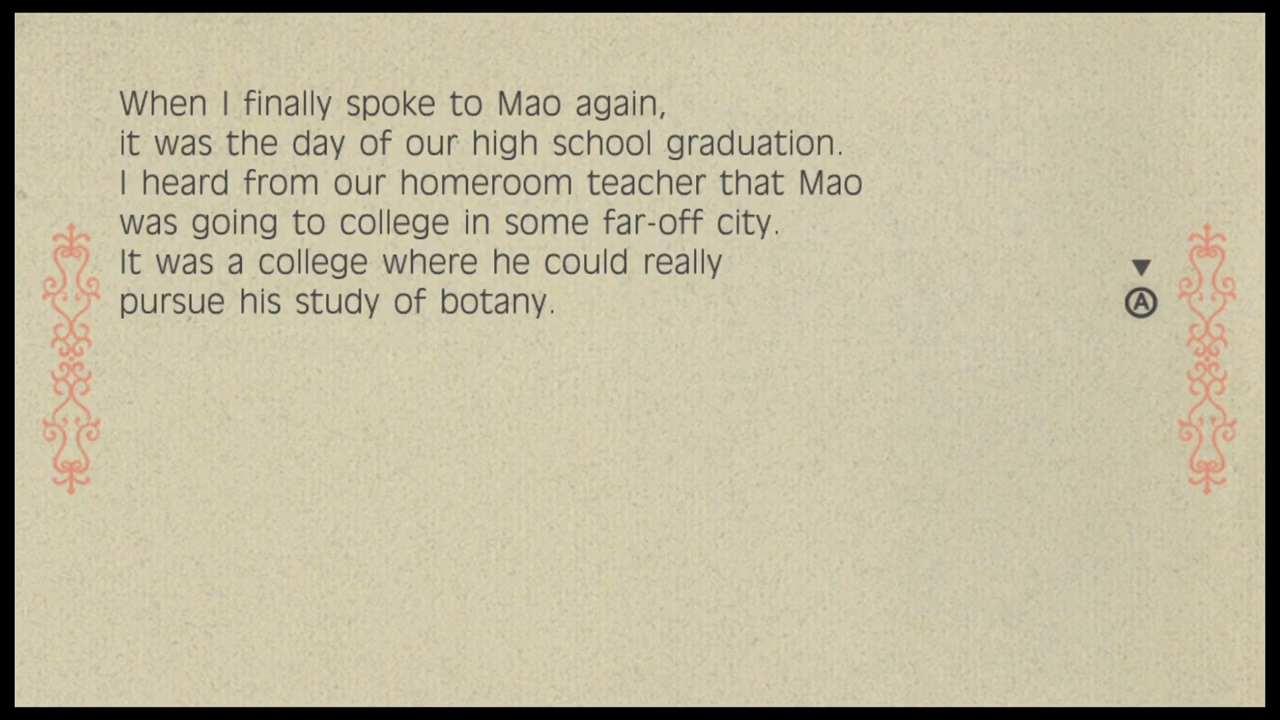 When I finally spoke to Mao again,
it was the day of our high school graduation.
I heard from our homeroom teacher that Mao
was going to college in some far-off city.
It was a college where he could really
pursue his study of botany.
A